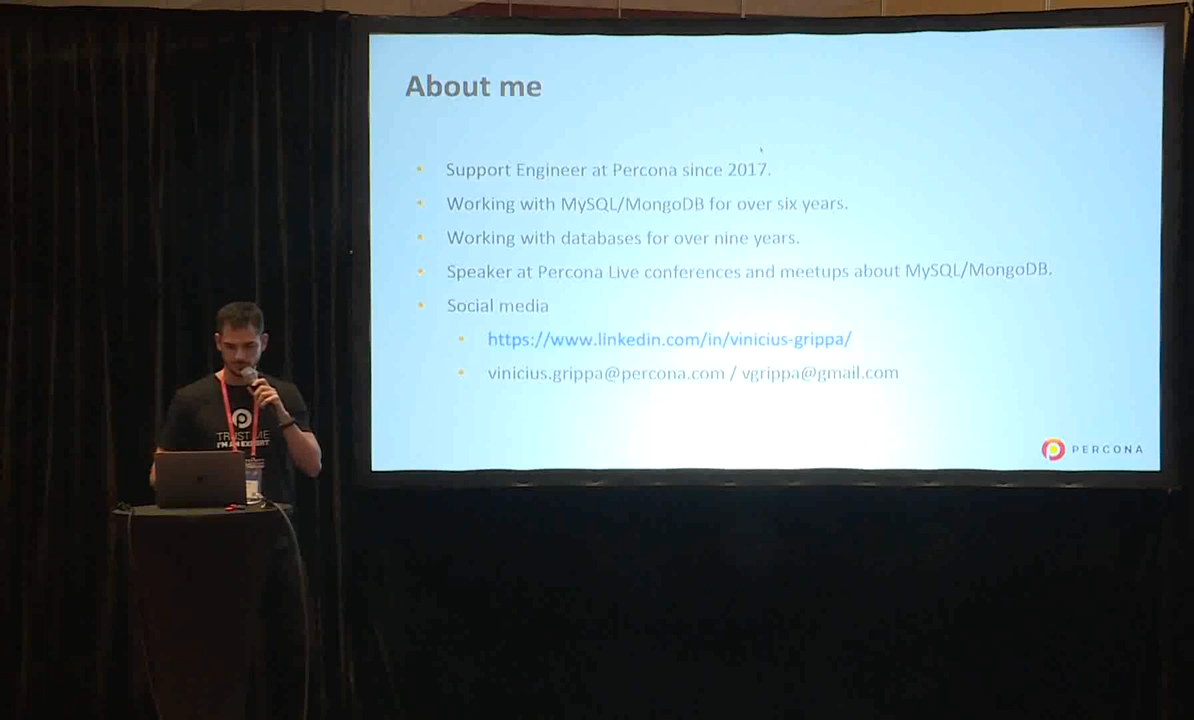 About me
• Support Engineer at Percona since 2017.
• Working with MySQL/MongoDB for over six years.
• Working with databases for over nine years.
• Speaker at Percona Live conferences and meetups about MySQL/MongoDB.
• Social media
• https://www.linkedin.com/in/vinicius-grippa/
• vinicius.grippa@percona.com / vgrippa@gmail.com
PERCONA
TRUST ME
I'M AN EXPERT